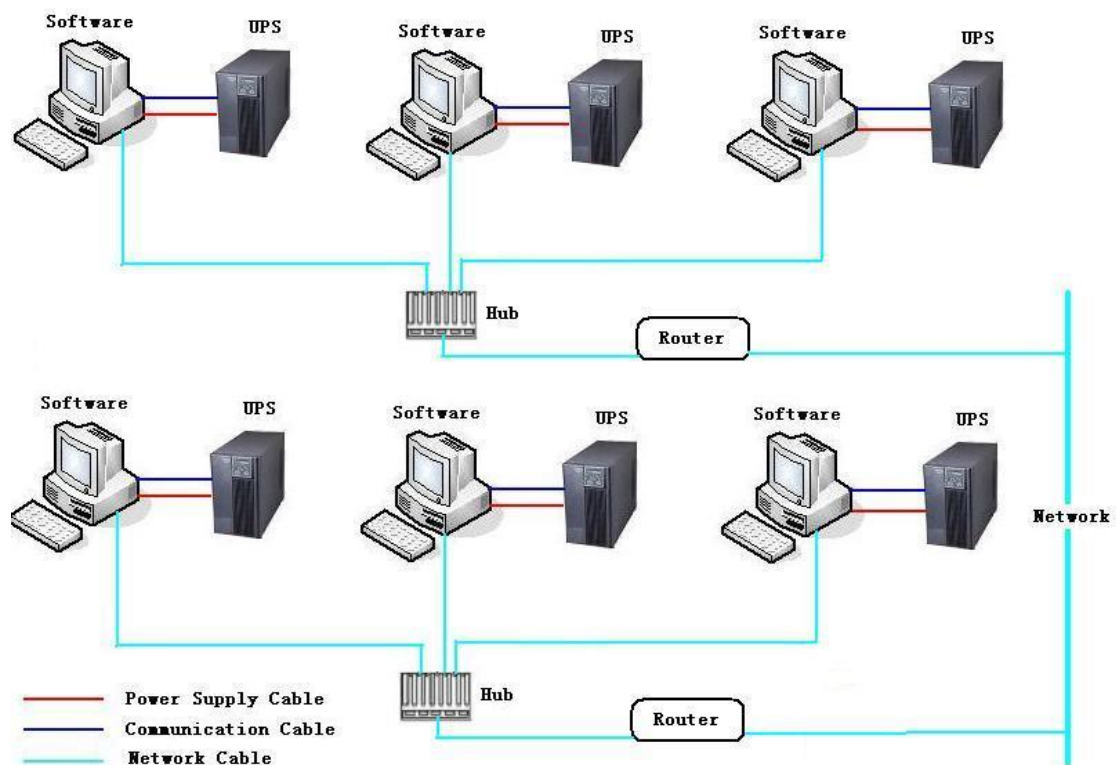 Software
UPS
Software
UPS
Software
UPS
Hub
Router
Software
UPS
Software
UPS
Software
UPS
Network
Hub
Router
Power Supply Cable
Communication Cable
Network Cable